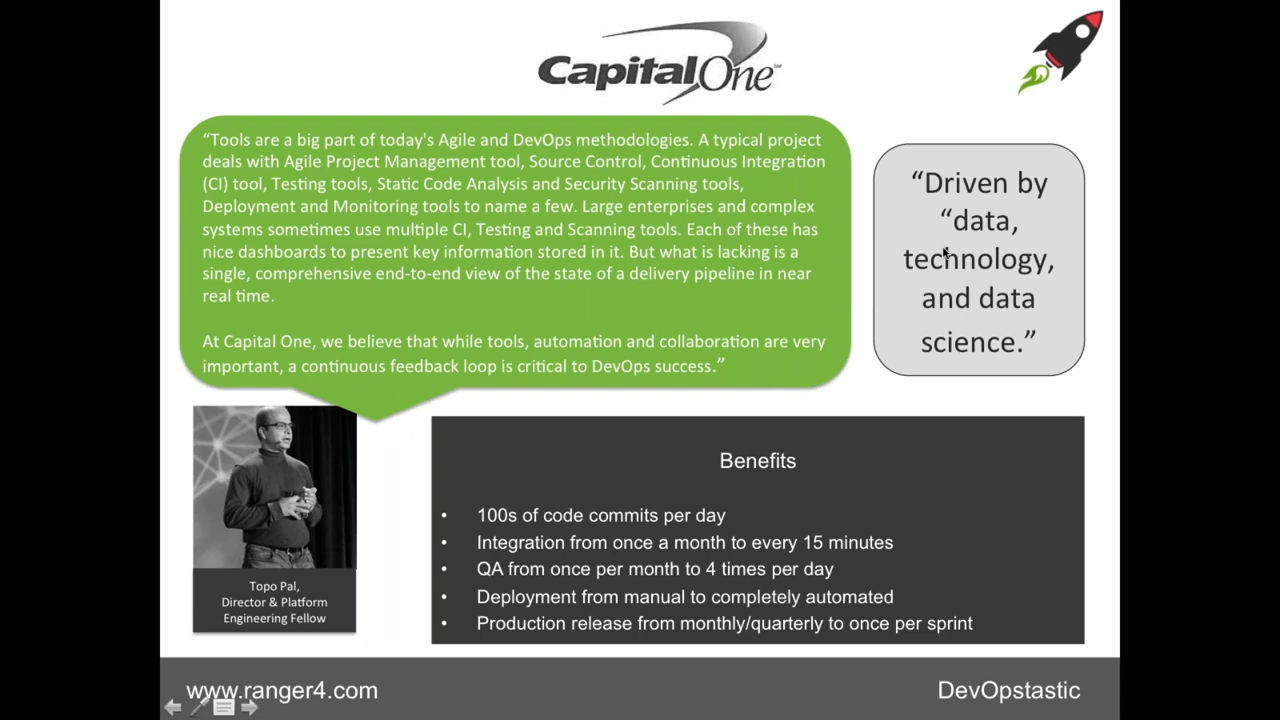 CapitalOne
“Tools are a big part of today's Agile and DevOps methodologies. A typical project
deals with Agile Project Management tool, Source Control, Continuous Integration
(CI) tool, Testing tools, Static Code Analysis and Security Scanning tools,
Deployment and Monitoring tools to name a few. Large enterprises and complex
systems sometimes use multiple CI, Testing and Scanning tools. Each of these has
nice dashboards to present key information stored in it. But what is lacking is a
single, comprehensive end-to-end view of the state of a delivery pipeline in near
real time.
At Capital One, we believe that while tools, automation and collaboration are very
important, a continuous feedback loop is critical to DevOps success.”
“Driven by
“data,
technology,
and data
science.”
Topo Pal,
Director & Platform
Engineering Fellow
Benefits
• 100s of code commits per day
• Integration from once a month to every 15 minutes
• QA from once per month to 4 times per day
• Deployment from manual to completely automated
• Production release from monthly/quarterly to once per sprint
www.ranger4.com
DevOpstastic